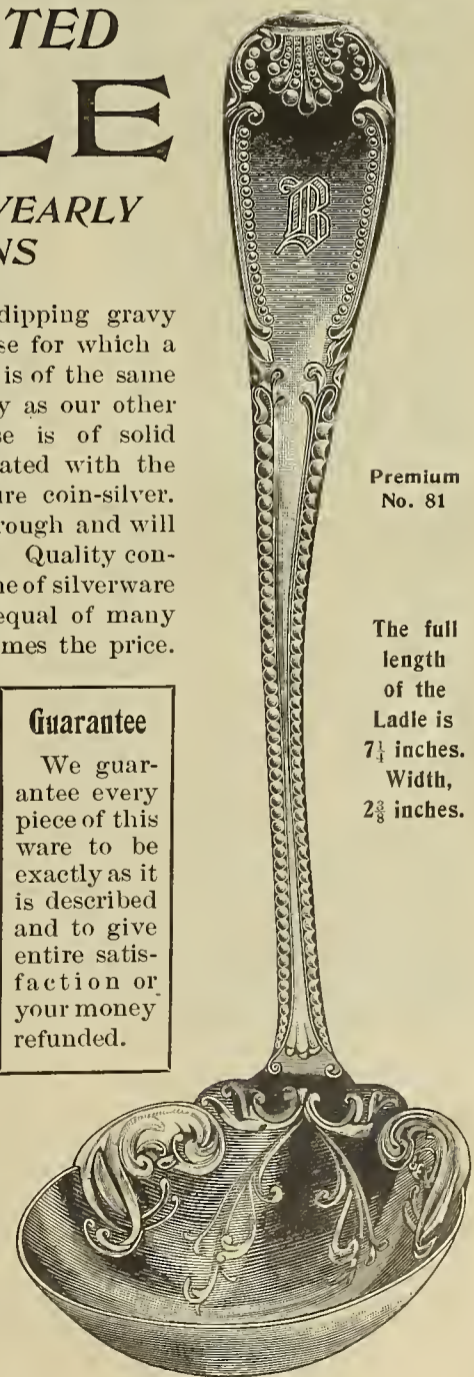 TED
LE
YEARLY
NS
dipping gravy
se for which a
is of the same
y as our other
se is of solid
ated with the
ure coin-silver.
rough and will
Quality con-
ne of silverware
equal of many
mes the price.
Guarantee
We guar-
antee every
piece of this
ware to be
exactly as it
is described
and to give
entire satis-
faction or
your money
refunded.
B
Premium
No. 81
The full
length
of the
Ladle is
7¼ inches.
Width,
2⅜ inches.